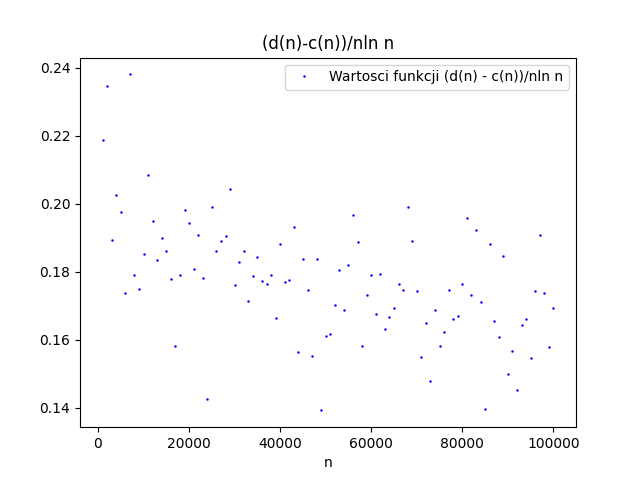 (d(n)-c(n))/nln n
Wartosci funkcji (d(n) - c(n))/nln n
0.24
0.22
0.20
0.18
0.16
0.14
0 20000 40000 60000 80000 100000
n